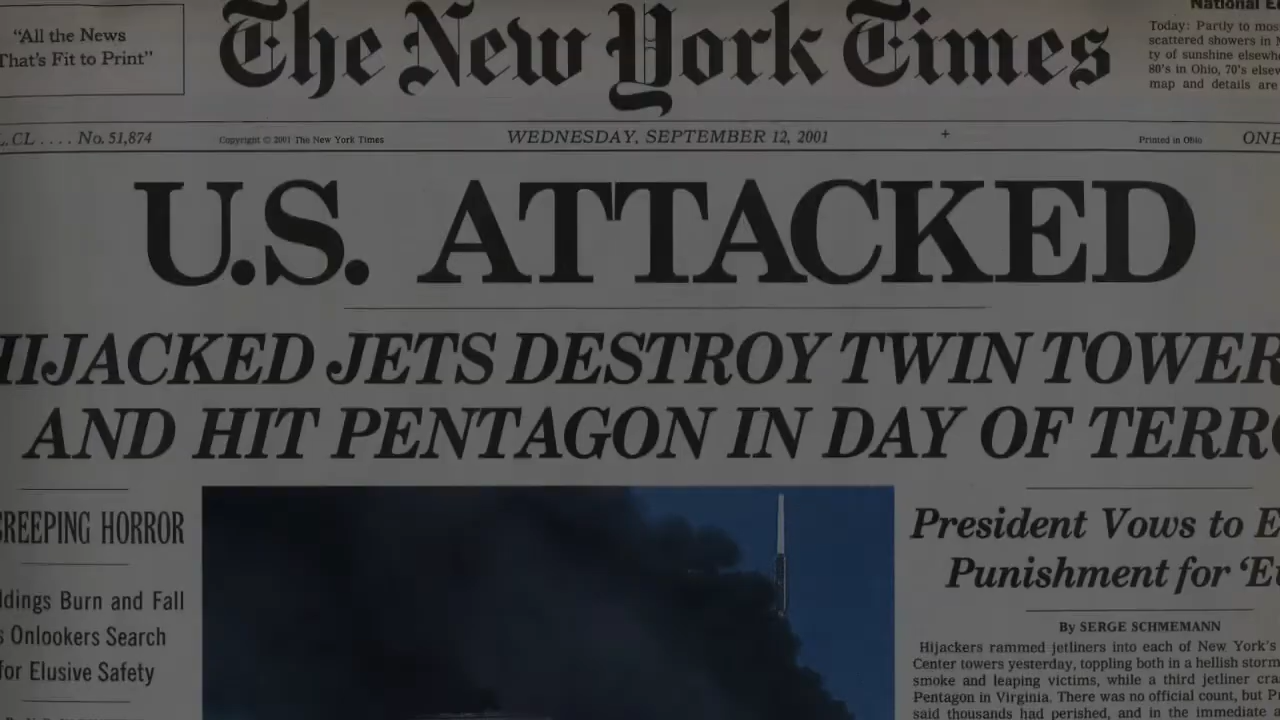 "All the News
That's Fit to Print"
The New York Times
National
Today: Partly to
scattered showers in
ty of sunshine
80's in Ohio, 70's
map and details are
CL . . . . No. 51,874
Copyright © 2001 The New York Times
WEDNESDAY, SEPTEMBER 12, 2001
Printed in Ohio
ONE
U.S. ATTACKED
HIJACKED JETS DESTROY TWIN TOWER
AND HIT PENTAGON IN DAY OF TERRO
CREEPING HORROR
ldings Burn and Fall
s Onlookers Search
for Elusive Safety
President Vows to E
Punishment for 'E
By SERGE SCHMEMANN
Hijackers rammed jetliners into each of New York's
Center towers yesterday, toppling both in a hellish storm
smoke and leaping victims, while a third jetliner cra
Pentagon in Virginia. There was no official count, but P
said thousands had perished, and in the immediate a